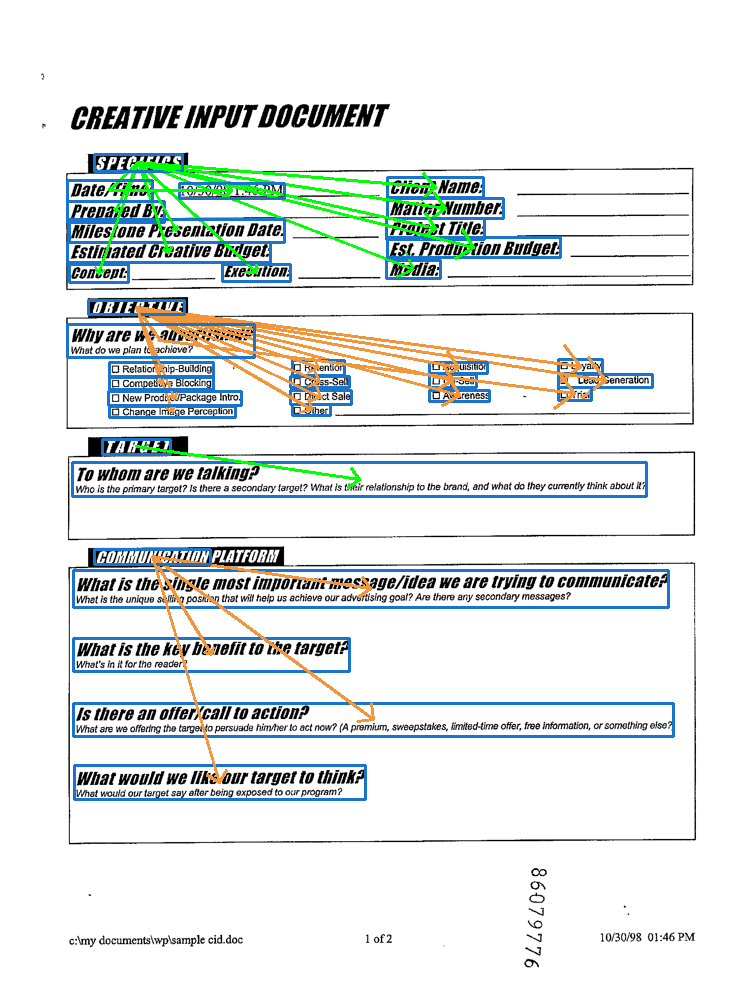 CREATIVE INPUT DOCUMENT
SPECIFICS
Date/Time: 10/30/98 1:46 PM Client Name:
Prepared By: Matter Number:
Milestone Presentation Date: Project Title:
Estimated Creative Budget: Est. Production Budget:
Concept: Execution: Media:
OBJECTIVE
Why are we advertising?
What do we plan to achieve?
☐ Relationship-Building ☐ Retention ☐ Acquisition ☐ Loyalty
☐ Competitive Blocking ☐ Cross-Sell ☐ Up-Sell ☐ Lead Generation
☐ New Product/Package Intro. ☐ Direct Sale ☐ Awareness ☐ Trial
☐ Change Image Perception ☐ Other
TARGET
To whom are we talking?
Who is the primary target? Is there a secondary target? What is their relationship to the brand, and what do they currently think about it?
COMMUNICATION PLATFORM
What is the single most important message/idea we are trying to communicate?
What is the unique selling position that will help us achieve our advertising goal? Are there any secondary messages?
What is the key benefit to the target?
What's in it for the reader?
Is there an offer/call to action?
What are we offering the target to persuade him/her to act now? (A premium, sweepstakes, limited-time offer, free information, or something else?
What would we like our target to think?
What would our target say after being exposed to our program?
86079776
c:\my documents\wp\sample cid.doc 1 of 2 10/30/98 01:46 PM